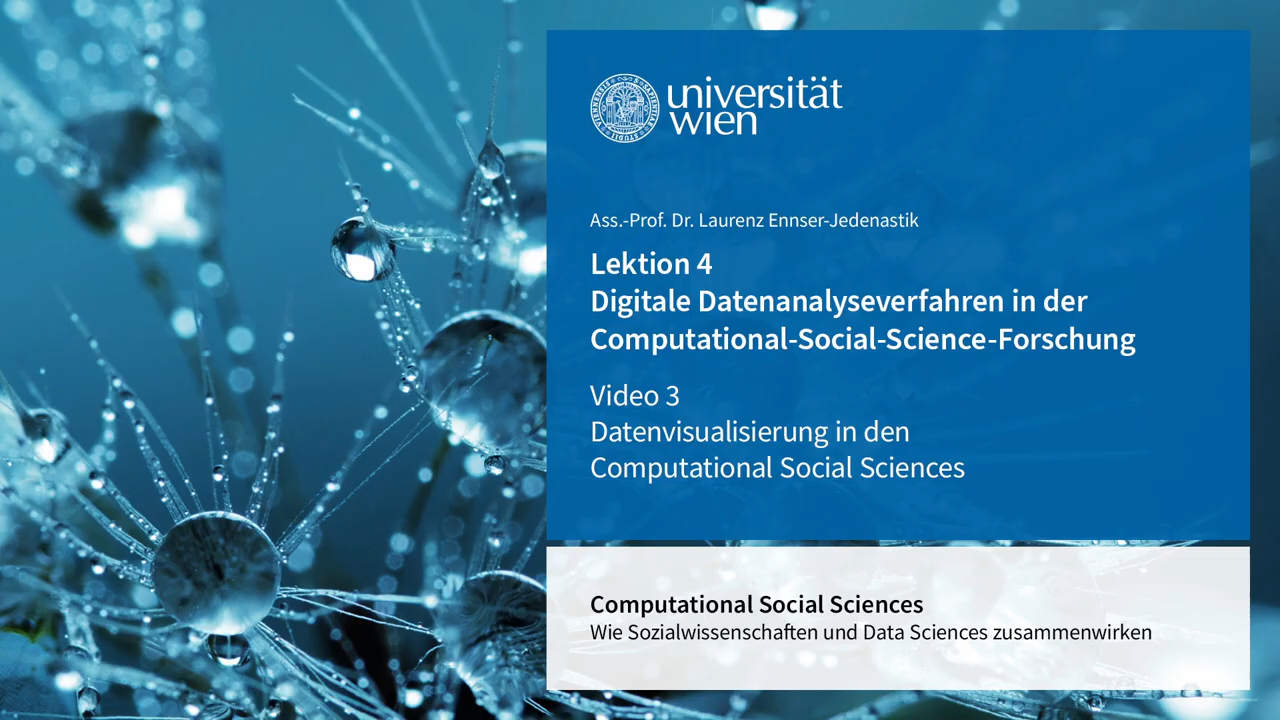 universität
wien
Ass.-Prof. Dr. Laurenz Ennser-Jedenastik
Lektion 4
Digitale Datenanalyseverfahren in der
Computational-Social-Science-Forschung
Video 3
Datenvisualisierung in den
Computational Social Sciences
Computational Social Sciences
Wie Sozialwissenschaften und Data Sciences zusammenwirken